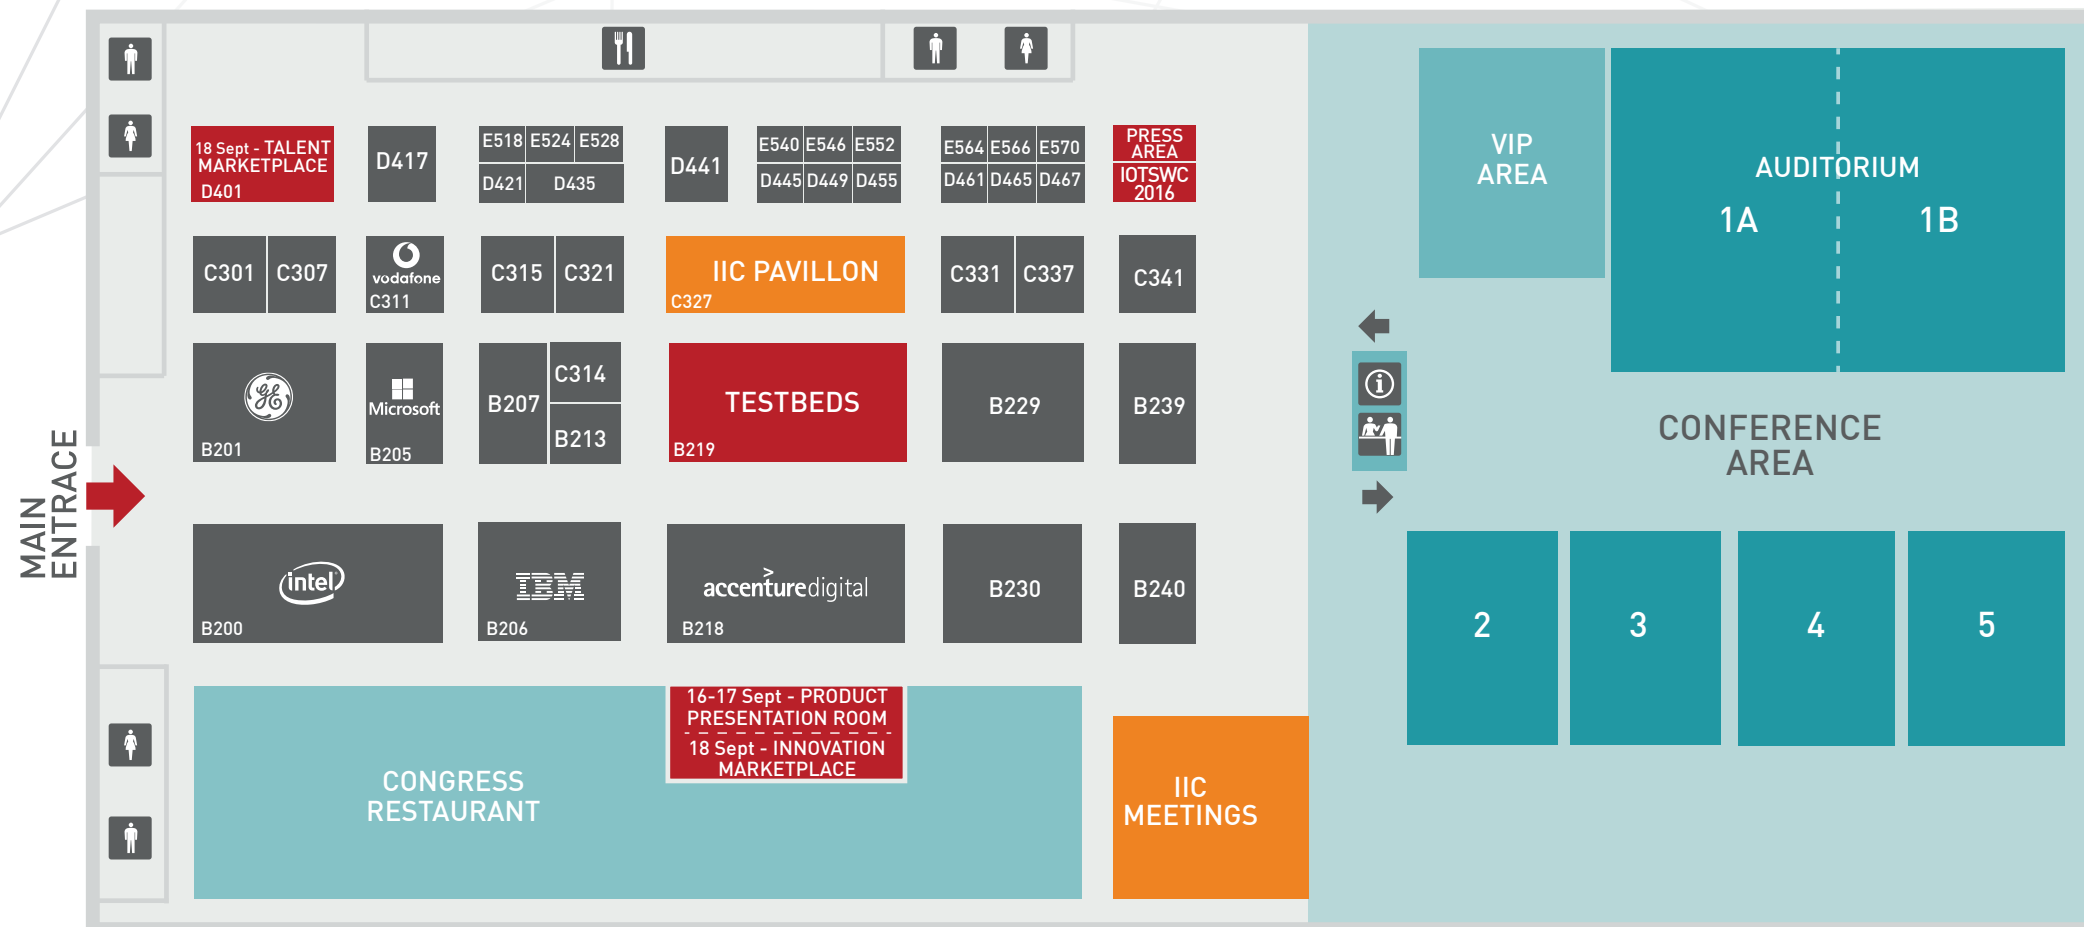 18 Sept - TALENT
MARKETPLACE
D401
D417
E518 E524 E528
D421 D435
D441
E540 E546 E552
D445 D449 D455
E564 E566 E570
D461 D465 D467
PRESS
AREA
IOTSWC
2016
C301 C307
vodafone
C311
C315 C321
IIC PAVILLON
C327
C331 C337
C341
GE
B201
Microsoft
B205
B207
C314
B213
TESTBEDS
B219
B229
B239
MAIN
ENTRACE
intel
B200
IBM
B206
accenturedigital
B218
B230
B240
CONGRESS
RESTAURANT
16-17 Sept - PRODUCT
PRESENTATION ROOM
18 Sept - INNOVATION
MARKETPLACE
IIC
MEETINGS
VIP
AREA
AUDITORIUM
1A 1B
i
CONFERENCE
AREA
2 3 4 5